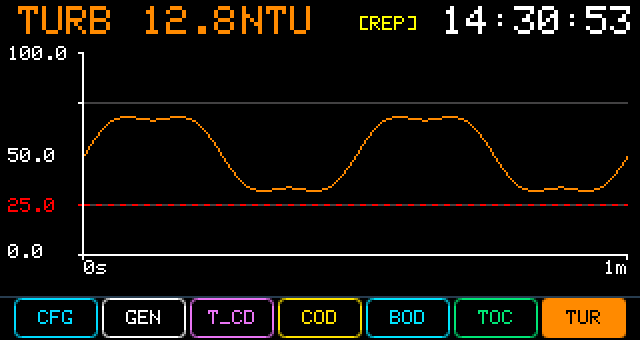 TURB 12.8NTU [REP] 14:30:53
100.0
50.0
25.0
0.0
0s 1m
CFG GEN T_CD COD BOD TOC TUR